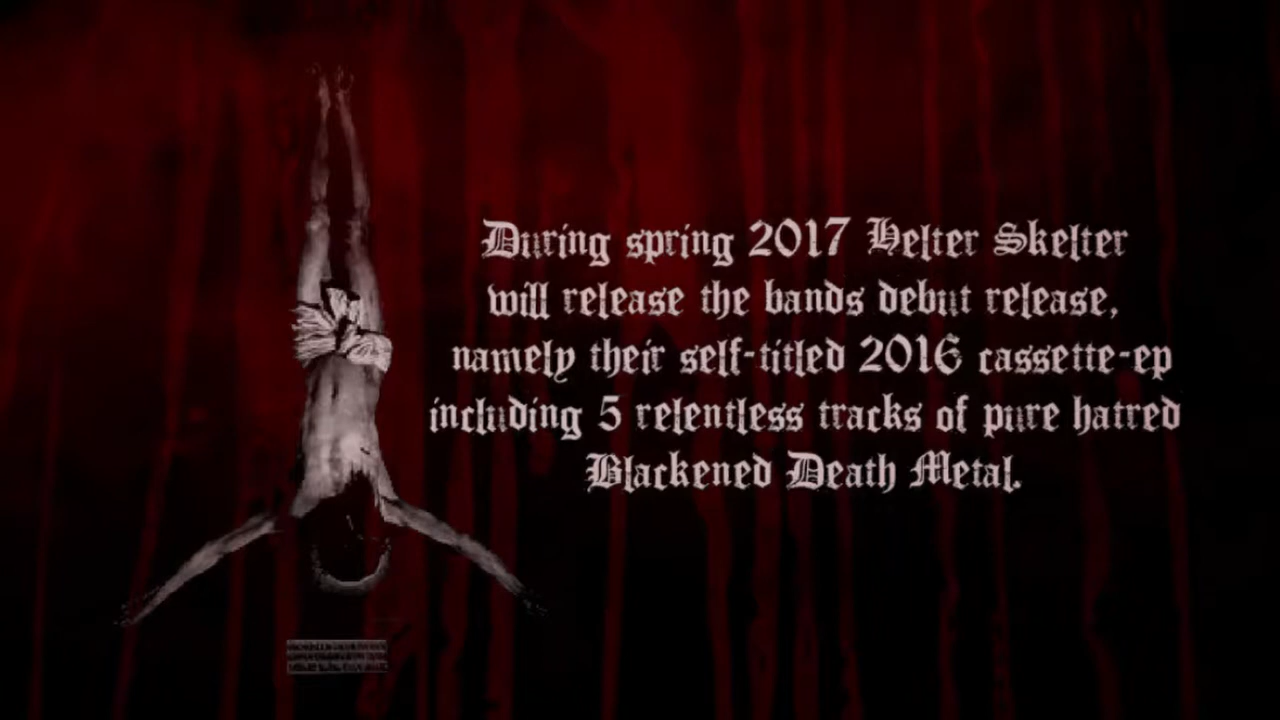 During spring 2017 Helter Skelter
will release the bands debut release,
namely their self-titled 2016 cassette-ep
including 5 relentless tracks of pure hatred
Blackened Death Metal.